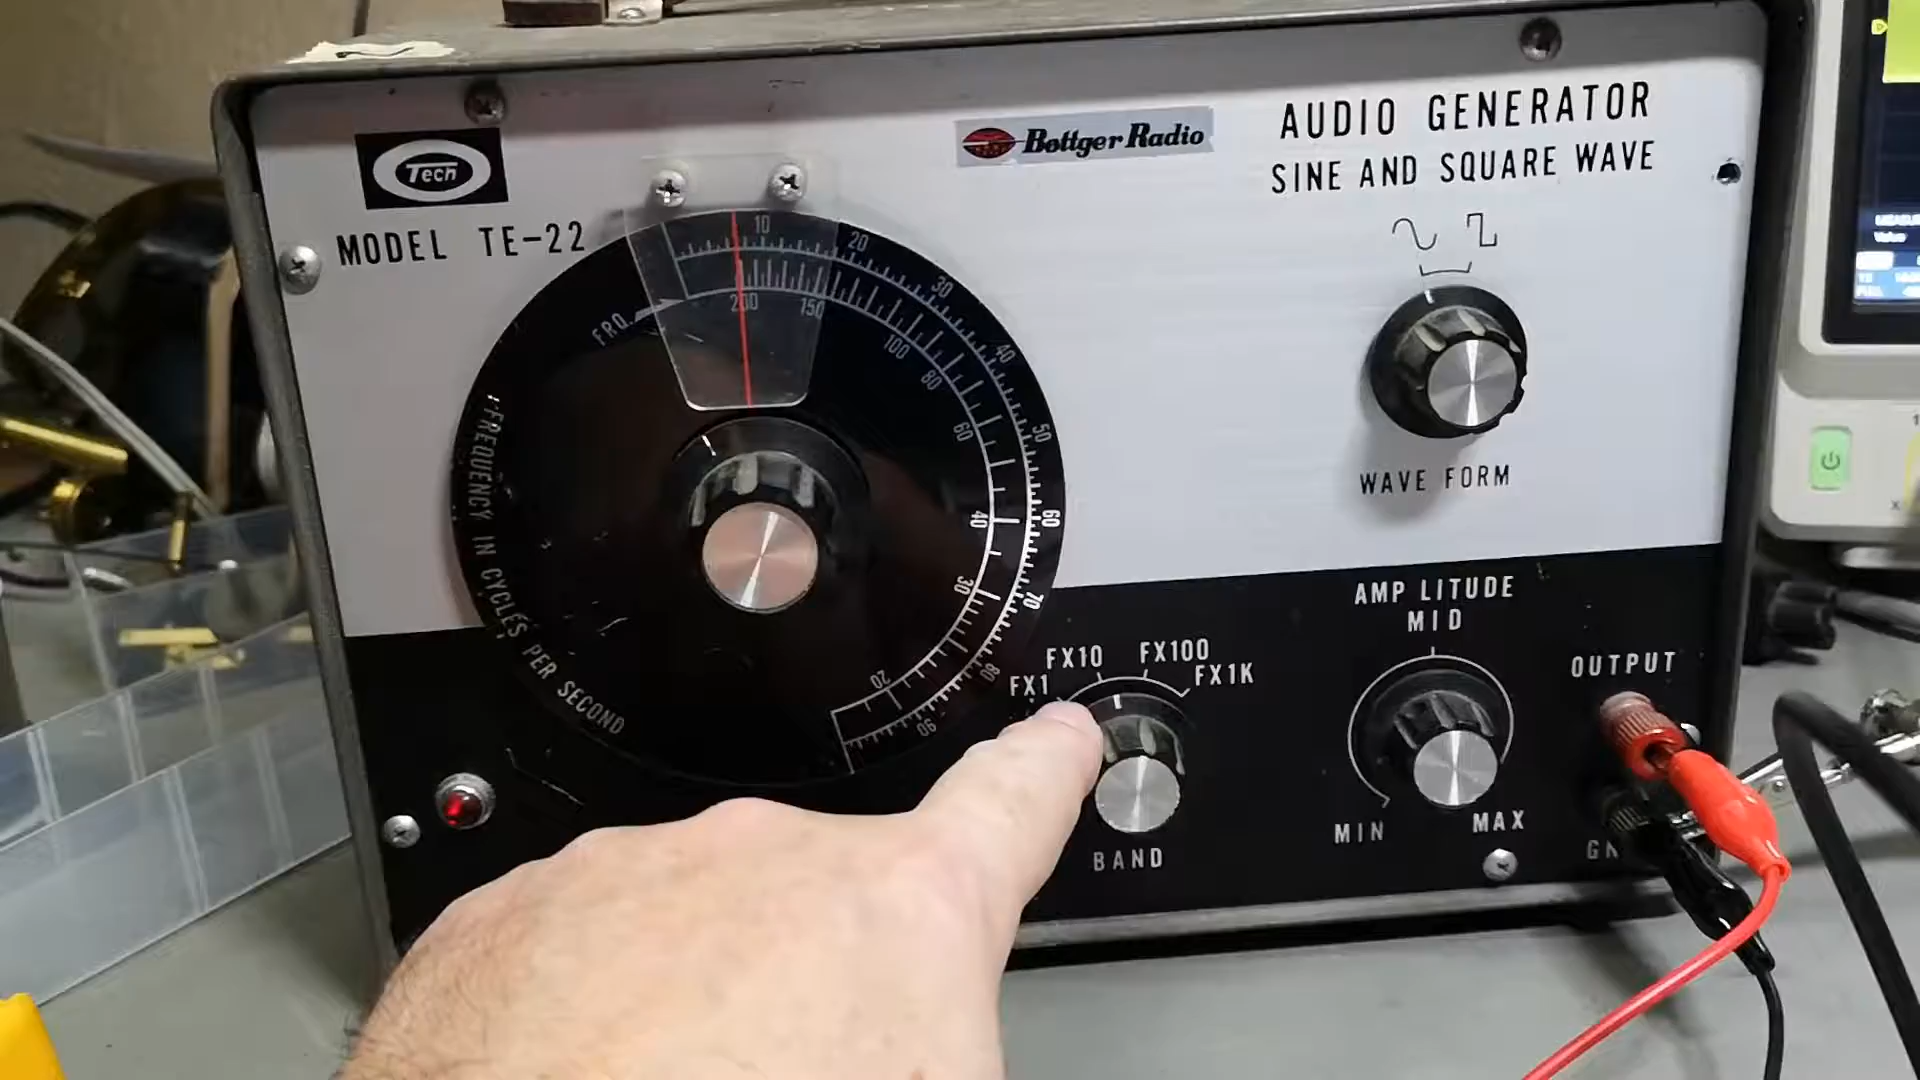 Tech
MODEL TE-22
Bottger Radio
AUDIO GENERATOR
SINE AND SQUARE WAVE
10 20 30 40 50 60 70 80 90
200 150 100 80 60 40 30 20
FRQ.
FREQUENCY IN CYCLES PER SECOND
WAVE FORM
FX1 FX10 FX100 FX1K
BAND
AMP LITUDE
MID
MIN MAX
OUTPUT